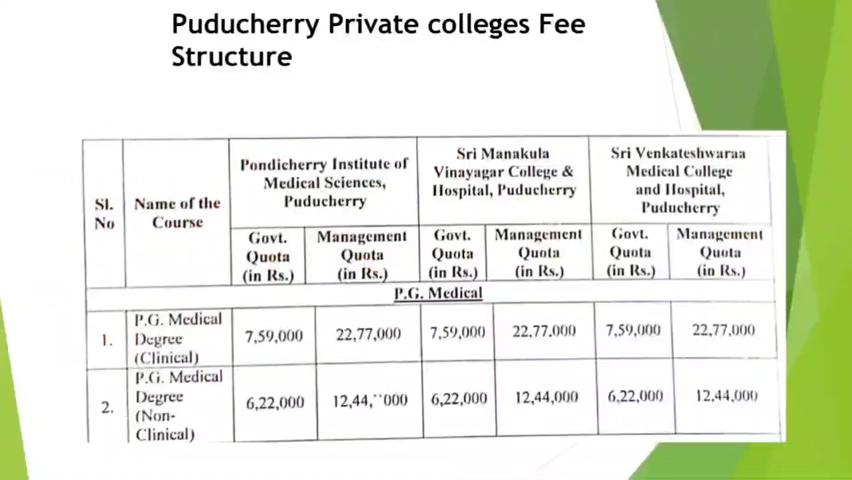 Puducherry Private colleges Fee
Structure
Sl. No | Name of the Course | Pondicherry Institute of Medical Sciences, Puducherry | Sri Manakula Vinayagar College & Hospital, Puducherry | Sri Venkateshwaraa Medical College and Hospital, Puducherry
Govt. Quota (in Rs.) | Management Quota (in Rs.) | Govt. Quota (in Rs.) | Management Quota (in Rs.) | Govt. Quota (in Rs.) | Management Quota (in Rs.)
P.G. Medical
1. | P.G. Medical Degree (Clinical) | 7,59,000 | 22,77,000 | 7,59,000 | 22,77,000 | 7,59,000 | 22,77,000
2. | P.G. Medical Degree (Non-Clinical) | 6,22,000 | 12,44,000 | 6,22,000 | 12,44,000 | 6,22,000 | 12,44,000